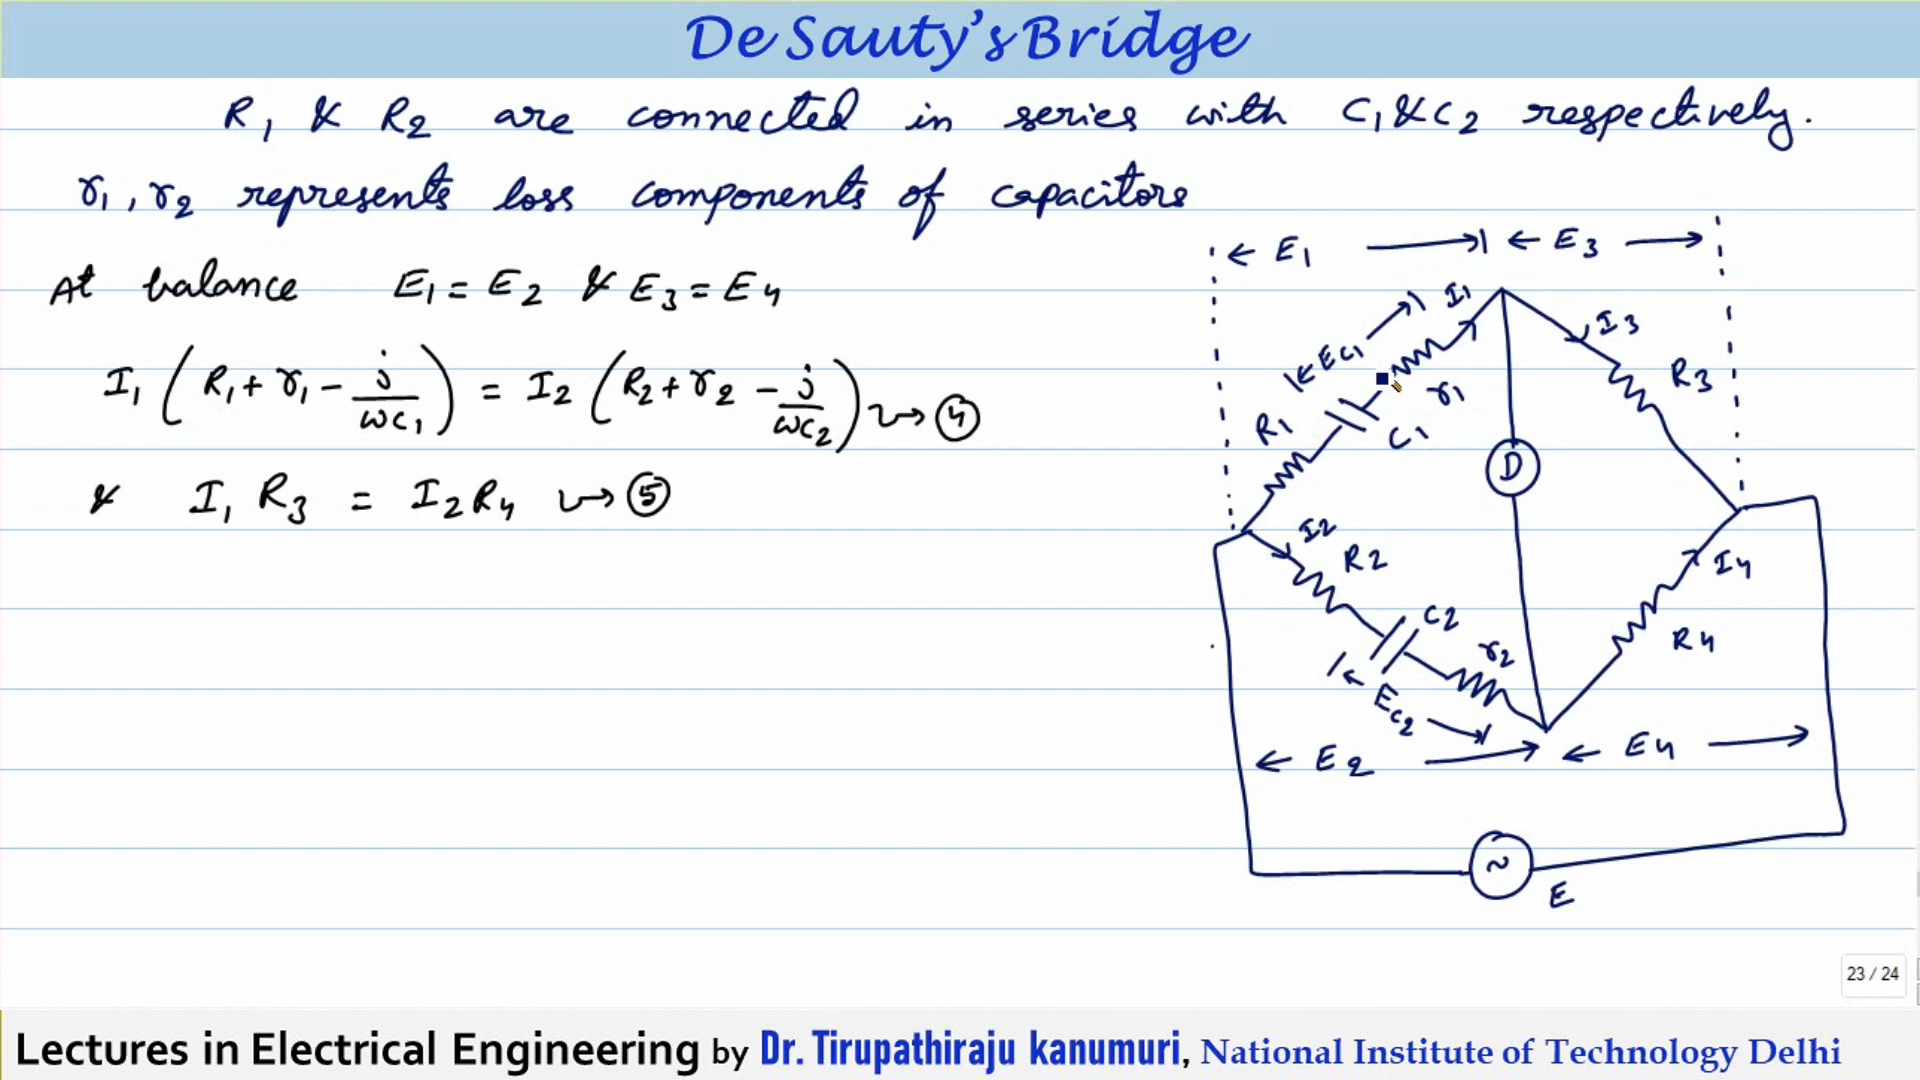 De Sauty's Bridge
R1 & R2 are connected in series with C1 & C2 respectively.
r1, r2 represents loss components of capacitors
At balance E1 = E2 & E3 = E4
I1 (R1 + r1 - j/ωC1) = I2 (R2 + r2 - j/ωC2) → 4
& I1 R3 = I2 R4 → 5
← E1 → ← E3 →
I1
EC1
I3
R3
r1
R1
C1
D
I2
R2
I4
C2
R4
r2
EC2
← E2 → ← E4 →
~
E
23 / 24
Lectures in Electrical Engineering by Dr. Tirupathiraju kanumuri, National Institute of Technology Delhi